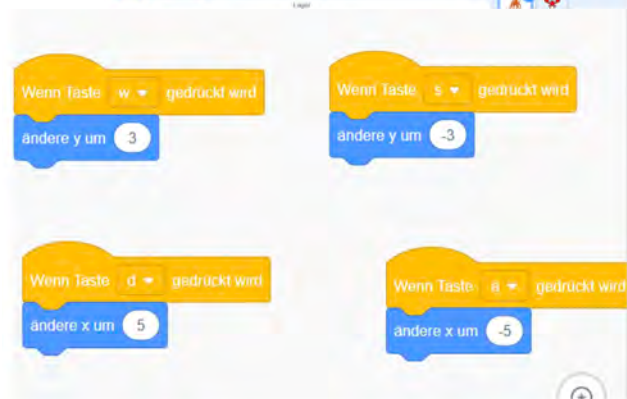 Wenn Taste w gedrückt wird
ändere y um 3
Wenn Taste s gedrückt wird
ändere y um -3
Wenn Taste d gedrückt wird
ändere x um 5
Wenn Taste a gedrückt wird
ändere x um -5